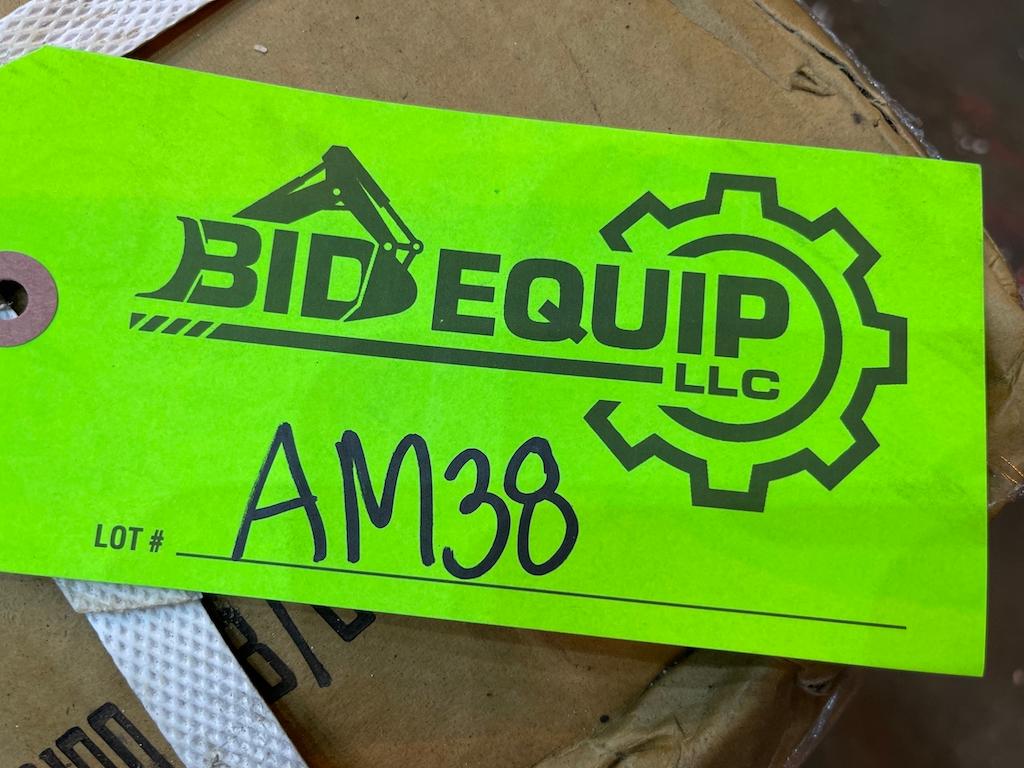 BID EQUIP
LLC
LOT # AM38
B/